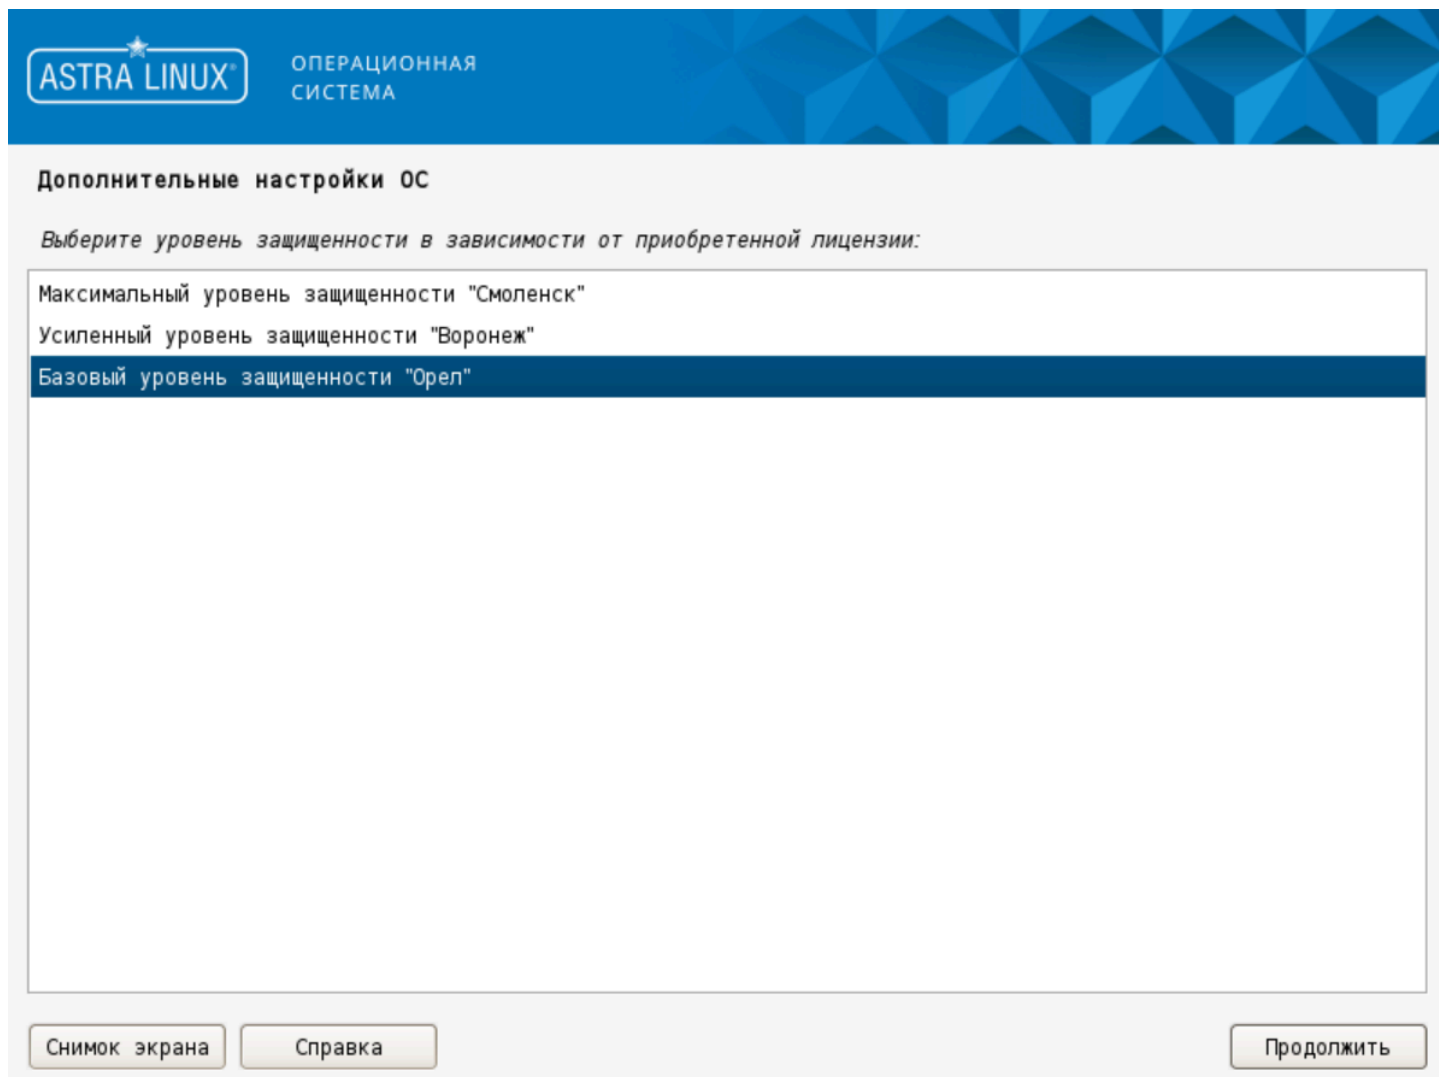 ASTRA LINUX®
ОПЕРАЦИОННАЯ
СИСТЕМА
Дополнительные настройки ОС
Выберите уровень защищенности в зависимости от приобретенной лицензии:
Максимальный уровень защищенности "Смоленск"
Усиленный уровень защищенности "Воронеж"
Базовый уровень защищенности "Орел"
Снимок экрана
Справка
Продолжить